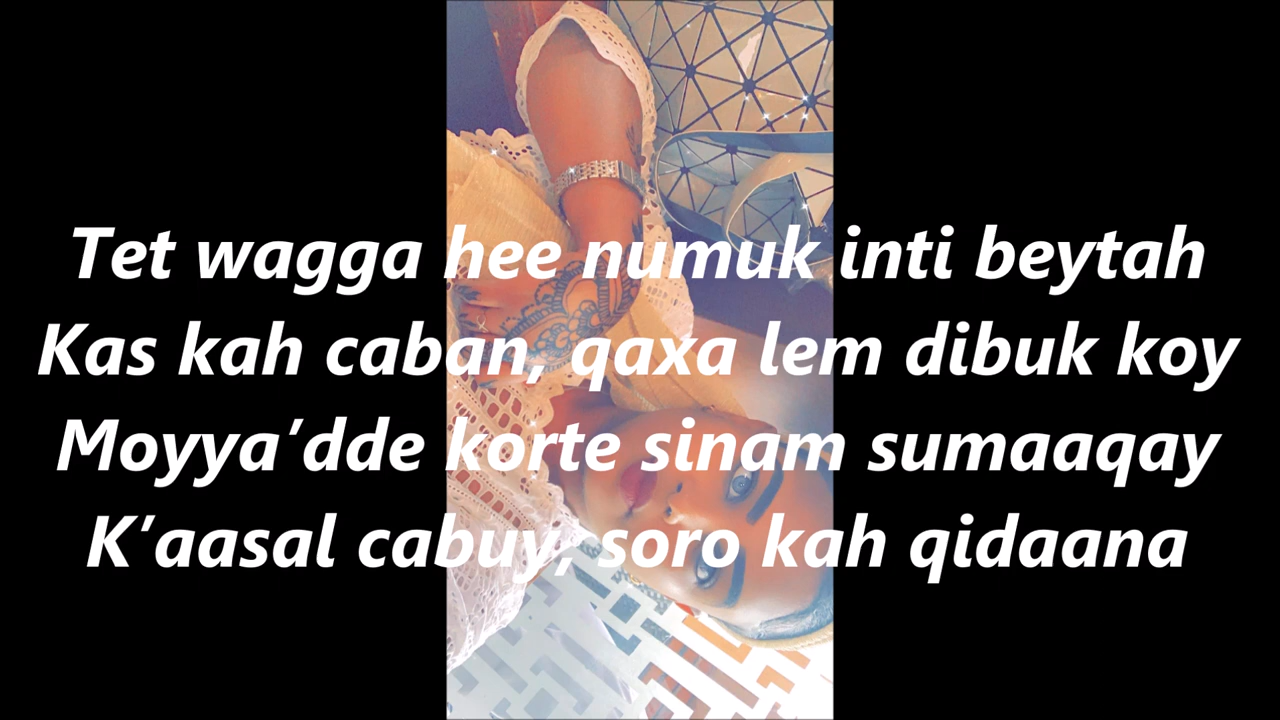 Tet wagga hee numuk inti beytah
Kas kah caban, qaxa lem dibuk koy
Moyya’dde korte sinam sumaaqay
K’aasal cabuy, soro kah qidaana